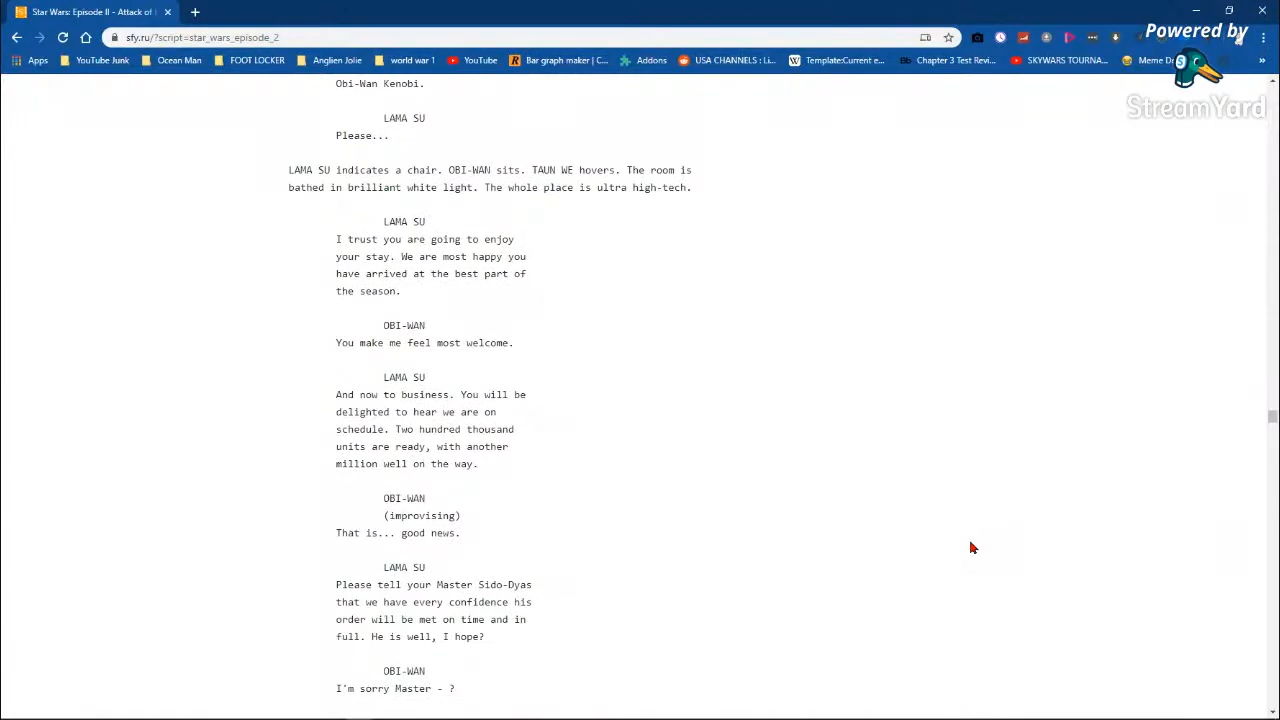 Star Wars: Episode II - Attack of
sfy.ru/?script=star_wars_episode_2
Powered by
Apps YouTube Junk Ocean Man FOOT LOCKER Anglien Jolie world war 1 YouTube Bar graph maker | C... Addons USA CHANNELS : Li... Template:Current e... Chapter 3 Test Revi... SKYWARS TOURNA... Meme De
StreamYard
Obi-Wan Kenobi.
LAMA SU
Please...
LAMA SU indicates a chair. OBI-WAN sits. TAUN WE hovers. The room is
bathed in brilliant white light. The whole place is ultra high-tech.
LAMA SU
I trust you are going to enjoy
your stay. We are most happy you
have arrived at the best part of
the season.
OBI-WAN
You make me feel most welcome.
LAMA SU
And now to business. You will be
delighted to hear we are on
schedule. Two hundred thousand
units are ready, with another
million well on the way.
OBI-WAN
(improvising)
That is... good news.
LAMA SU
Please tell your Master Sido-Dyas
that we have every confidence his
order will be met on time and in
full. He is well, I hope?
OBI-WAN
I'm sorry Master - ?